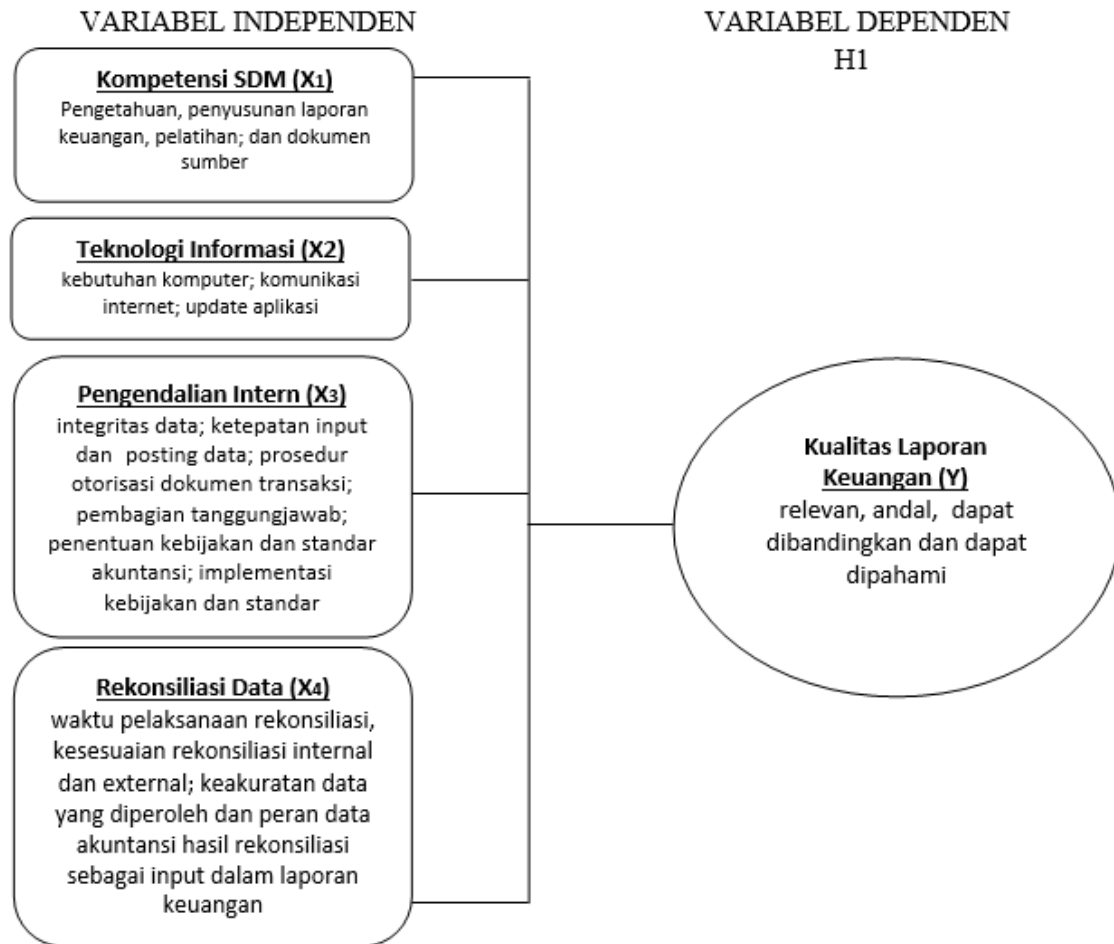 VARIABEL INDEPENDEN
VARIABEL DEPENDEN
H1
Kompetensi SDM (X1)
Pengetahuan, penyusunan laporan
keuangan, pelatihan; dan dokumen
sumber
Teknologi Informasi (X2)
kebutuhan komputer; komunikasi
internet; update aplikasi
Pengendalian Intern (X3)
integritas data; ketepatan input
dan posting data; prosedur
otorisasi dokumen transaksi;
pembagian tanggungjawab;
penentuan kebijakan dan standar
akuntansi; implementasi
kebijakan dan standar
Rekonsiliasi Data (X4)
waktu pelaksanaan rekonsiliasi,
kesesuaian rekonsiliasi internal
dan external; keakuratan data
yang diperoleh dan peran data
akuntansi hasil rekonsiliasi
sebagai input dalam laporan
keuangan
Kualitas Laporan
Keuangan (Y)
relevan, andal, dapat
dibandingkan dan dapat
dipahami